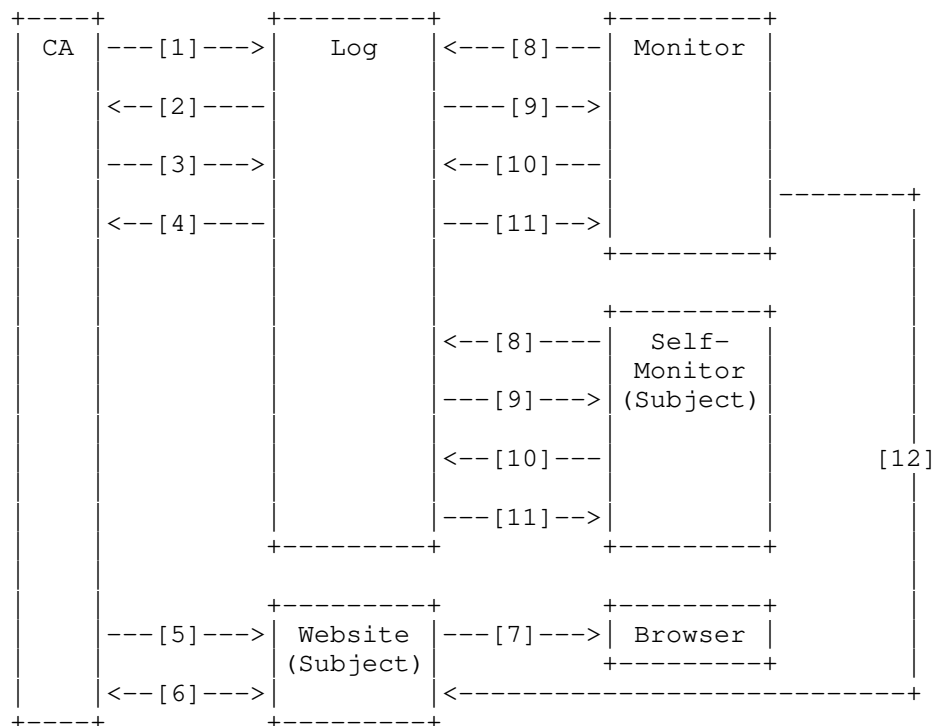 +-----+          +---------+          +---------+
| CA  |---[1]--->|   Log   |<---[8]---| Monitor |
|     |          |         |          |         |
|     |<--[2]----|         |----[9]-->|         |
|     |          |         |          |         |
|     |---[3]--->|         |<--[10]---|         |
|     |          |         |          |         |--------+
|     |<--[4]----|         |---[11]-->|         |        |
|     |          |         |          +---------+        |
|     |          |         |                             |
|     |          |         |          +---------+        |
|     |          |         |<--[8]----|  Self-  |        |
|     |          |         |          | Monitor |        |
|     |          |         |---[9]--->|(Subject)|        |
|     |          |         |          |         |        |
|     |          |         |<--[10]---|         |      [12]
|     |          |         |          |         |        |
|     |          |         |---[11]-->|         |        |
|     |          +---------+          +---------+        |
|     |                                                  |
|     |          +---------+          +---------+        |
|     |---[5]--->| Website |---[7]--->| Browser |        |
|     |          |(Subject)|          +---------+        |
|     |<--[6]--->|         |<----------------------------+
+-----+          +---------+